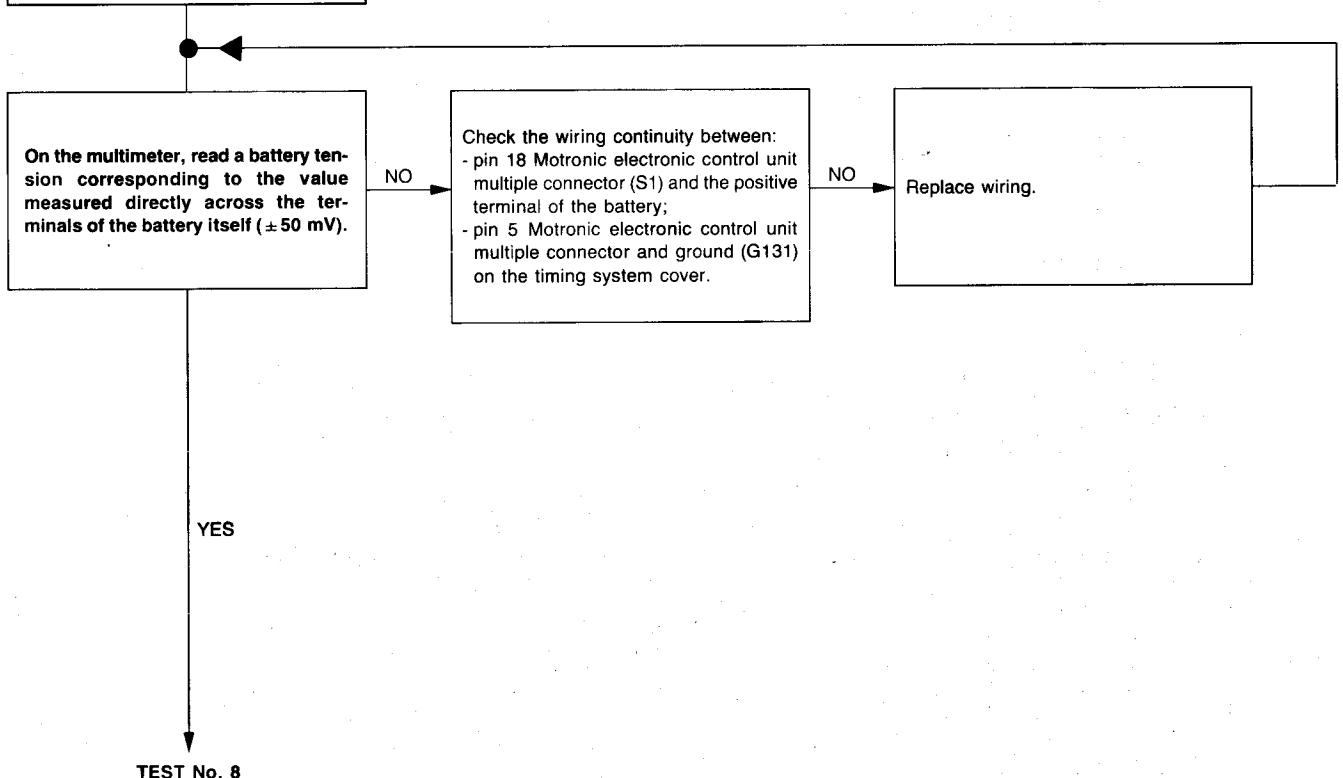 On the multimeter, read a battery ten-
sion corresponding to the value
measured directly across the ter-
minals of the battery itself (±50 mV).
NO
Check the wiring continuity between:
- pin 18 Motronic electronic control unit
multiple connector (S1) and the positive
terminal of the battery;
- pin 5 Motronic electronic control unit
multiple connector and ground (G131)
on the timing system cover.
NO
Replace wiring.
YES
TEST No. 8